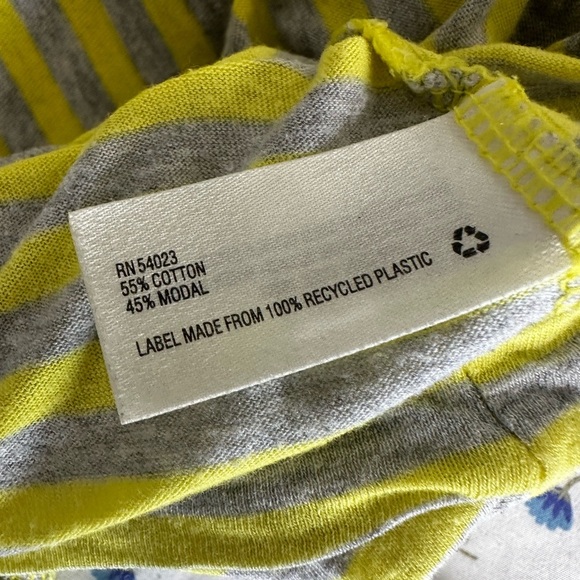 RN 54023
55% COTTON
45% MODAL
LABEL MADE FROM 100% RECYCLED PLASTIC